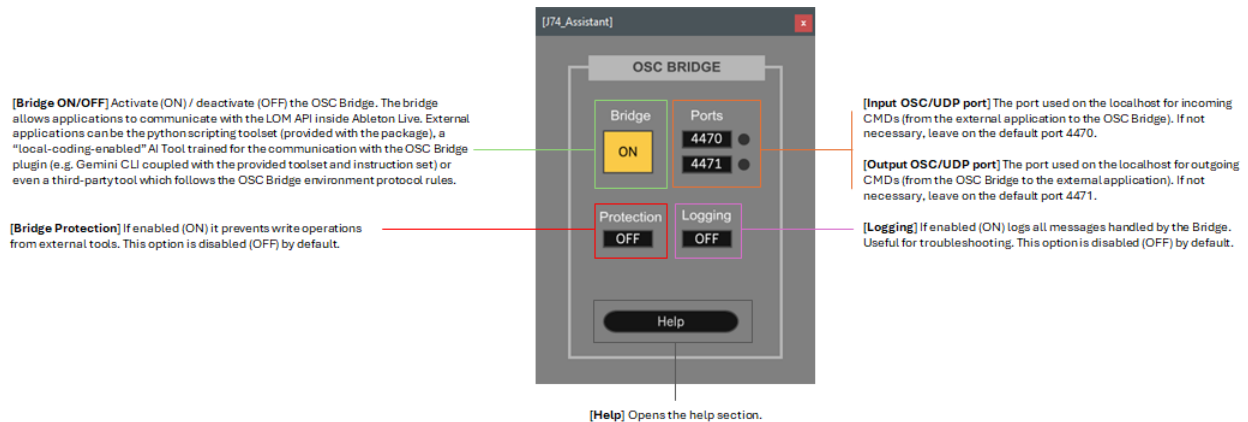 [J74_Assistant]
x
OSC BRIDGE
Bridge
ON
Ports
4470
4471
Protection
OFF
Logging
OFF
Help
[Bridge ON/OFF] Activate (ON) / deactivate (OFF) the OSC Bridge. The bridge
allows applications to communicate with the LOM API inside Ableton Live. External
applications can be the python scripting toolset (provided with the package), a
“local-coding-enabled” AI Tool trained for the communication with the OSC Bridge
plugin (e.g. Gemini CLI coupled with the provided toolset and instruction set) or
even a third-party tool which follows the OSC Bridge environment protocol rules.
[Bridge Protection] If enabled (ON) it prevents write operations
from external tools. This option is disabled (OFF) by default.
[Input OSC/UDP port] The port used on the localhost for incoming
CMDs (from the external application to the OSC Bridge). If not
necessary, leave on the default port 4470.
[Output OSC/UDP port] The port used on the localhost for outgoing
CMDs (from the OSC Bridge to the external application). If not
necessary, leave on the default port 4471.
[Logging] If enabled (ON) logs all messages handled by the Bridge.
Useful for troubleshooting. This option is disabled (OFF) by default.
[Help] Opens the help section.